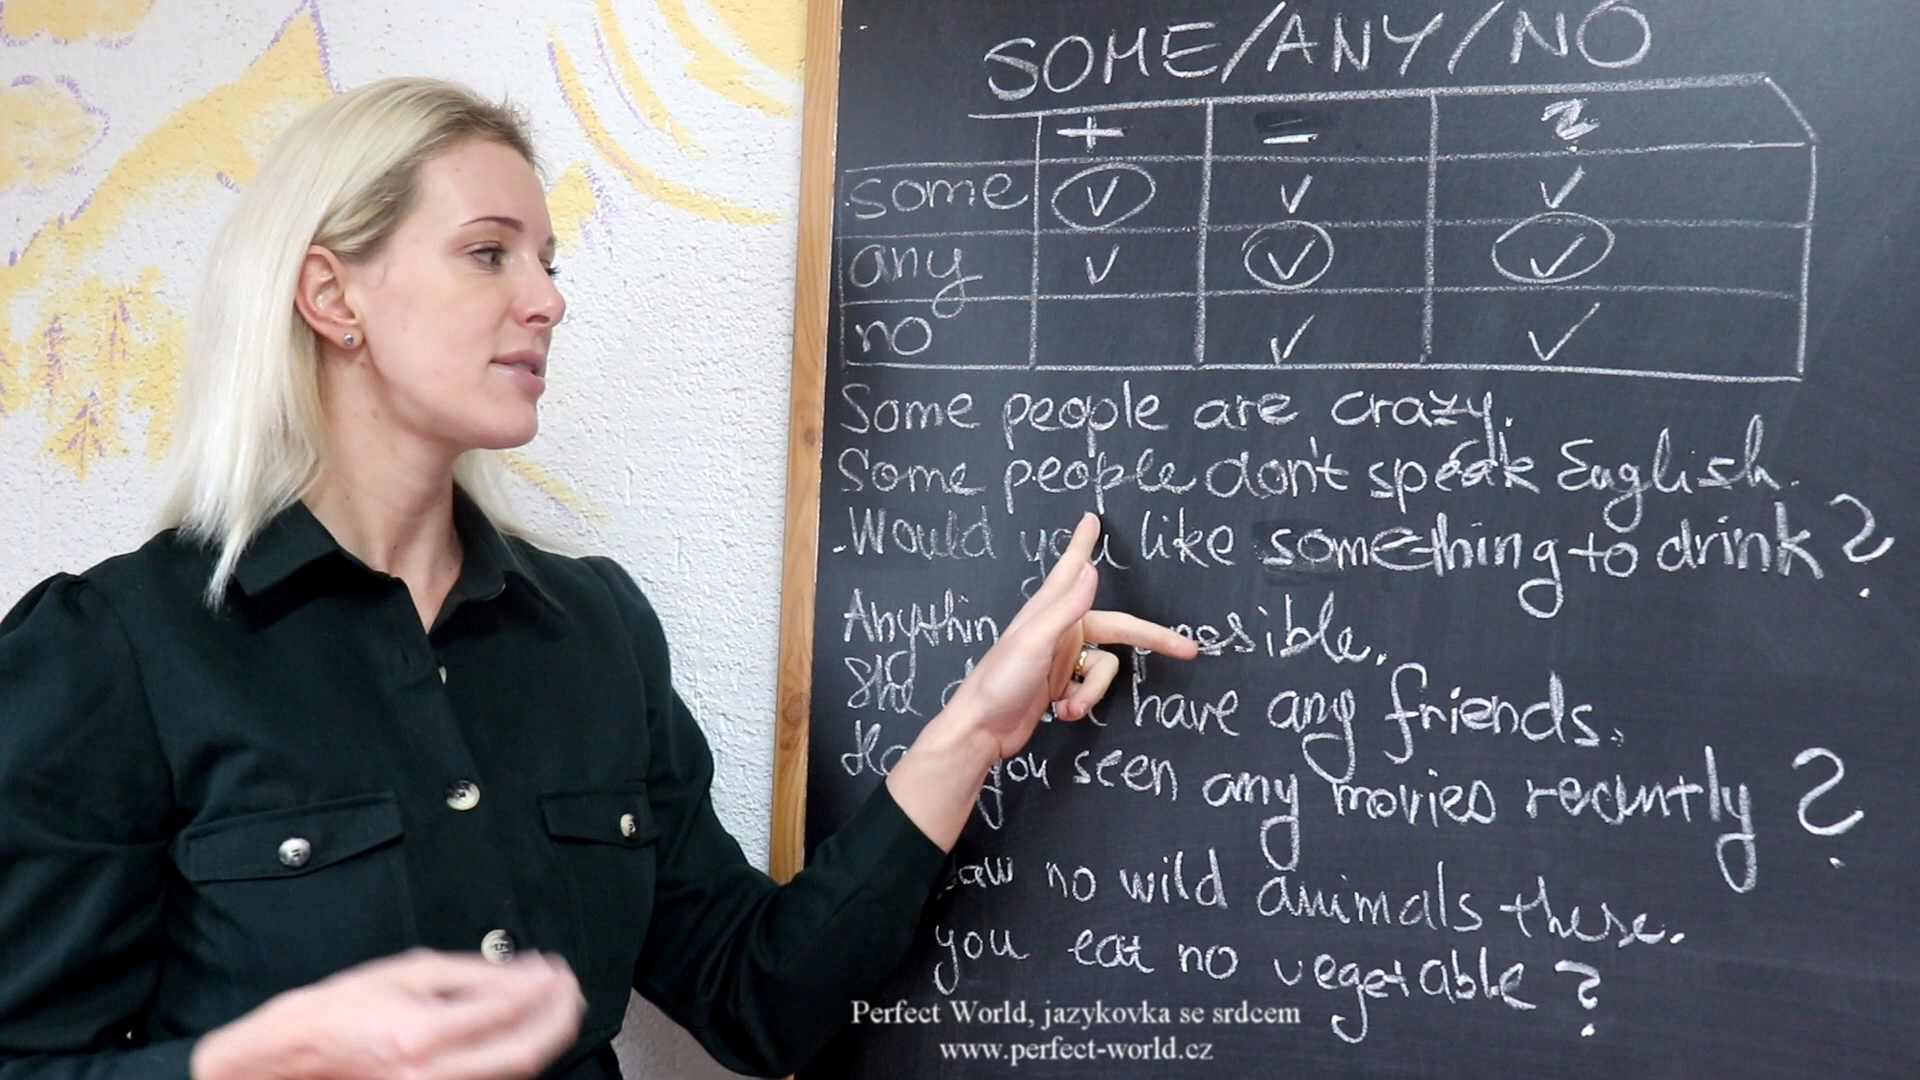 SOME/ANY/NO
+ – ?
some ✓ ✓ ✓
any ✓ ✓ ✓
no ✓ ✓
Some people are crazy.
Some people don't speak English.
Would you like something to drink?
Anythin possible.
She have any friends.
you seen any movies recently?
saw no wild animals there.
you eat no vegetable?
Perfect World, jazykovka se srdcem
www.perfect-world.cz